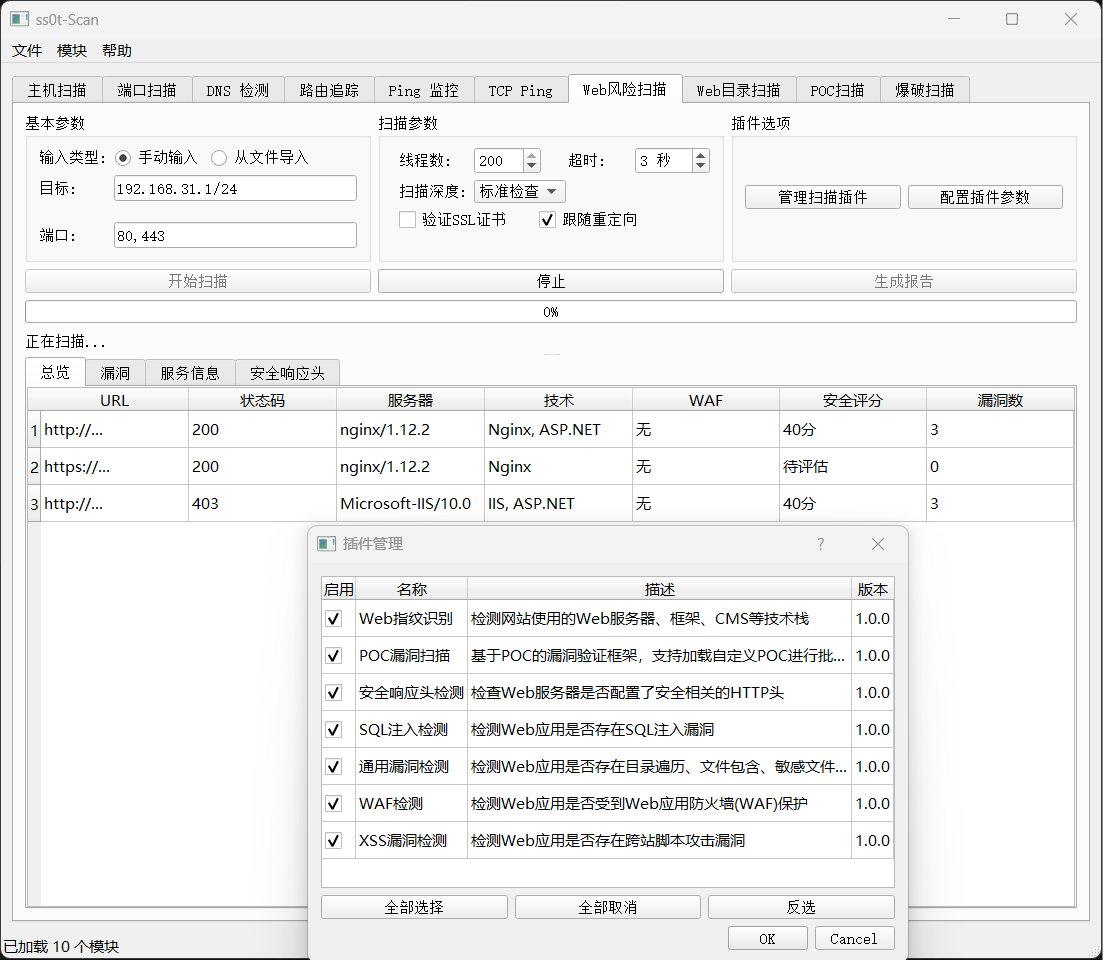 ss0t-Scan
文件 模块 帮助
主机扫描 端口扫描 DNS 检测 路由追踪 Ping 监控 TCP Ping Web风险扫描 Web目录扫描 POC扫描 爆破扫描
基本参数 扫描参数 插件选项
输入类型: 手动输入 从文件导入 线程数: 200 超时: 3 秒
目标: 192.168.31.1/24 扫描深度: 标准检查 管理扫描插件 配置插件参数
端口: 80,443 验证SSL证书 跟随重定向
开始扫描 停止 生成报告
0%
正在扫描...
总览 漏洞 服务信息 安全响应头
URL 状态码 服务器 技术 WAF 安全评分 漏洞数
1 http://... 200 nginx/1.12.2 Nginx, ASP.NET 无 40分 3
2 https://... 200 nginx/1.12.2 Nginx 无 待评估 0
3 http://... 403 Microsoft-IIS/10.0 IIS, ASP.NET 无 40分 3
插件管理 ?
启用 名称 描述 版本
Web指纹识别 检测网站使用的Web服务器、框架、CMS等技术栈 1.0.0
POC漏洞扫描 基于POC的漏洞验证框架，支持加载自定义POC进行批... 1.0.0
安全响应头检测 检查Web服务器是否配置了安全相关的HTTP头 1.0.0
SQL注入检测 检测Web应用是否存在SQL注入漏洞 1.0.0
通用漏洞检测 检测Web应用是否存在目录遍历、文件包含、敏感文件... 1.0.0
WAF检测 检测Web应用是否受到Web应用防火墙(WAF)保护 1.0.0
XSS漏洞检测 检测Web应用是否存在跨站脚本攻击漏洞 1.0.0
全部选择 全部取消 反选
OK Cancel
已加载 10 个模块